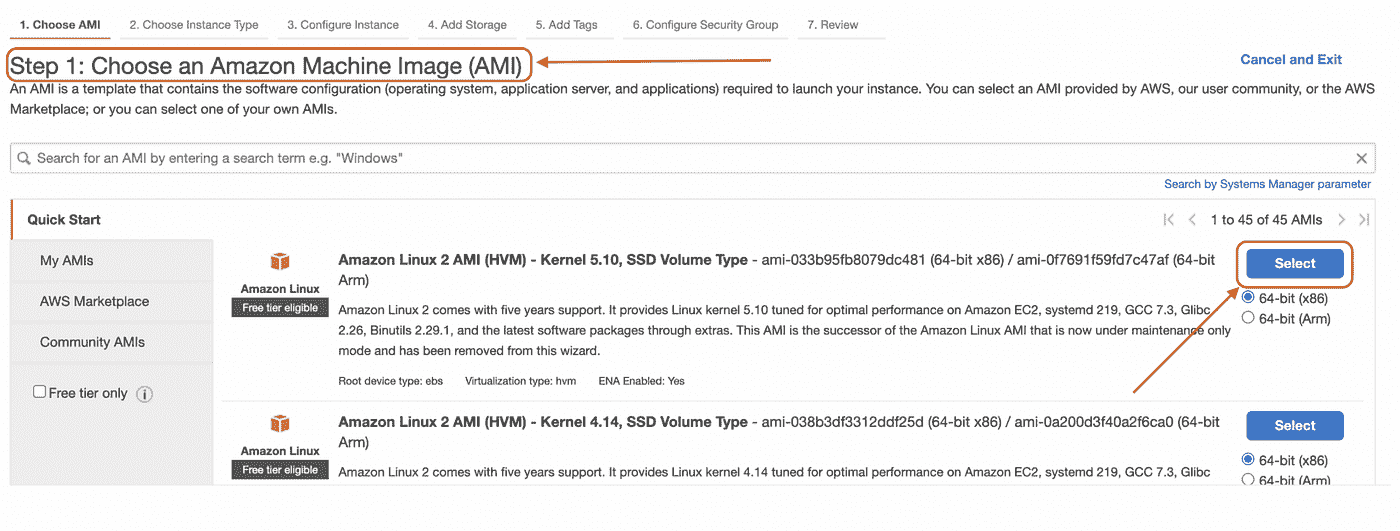 1. Choose AMI 2. Choose Instance Type 3. Configure Instance 4. Add Storage 5. Add Tags 6. Configure Security Group 7. Review
Step 1: Choose an Amazon Machine Image (AMI)
Cancel and Exit
An AMI is a template that contains the software configuration (operating system, application server, and applications) required to launch your instance. You can select an AMI provided by AWS, our user community, or the AWS
Marketplace; or you can select one of your own AMIs.
Search for an AMI by entering a search term e.g. "Windows"
Search by Systems Manager parameter
Quick Start
1 to 45 of 45 AMIs
My AMIs
AWS Marketplace
Community AMIs
Free tier only
Amazon Linux
Free tier eligible
Amazon Linux 2 AMI (HVM) - Kernel 5.10, SSD Volume Type - ami-033b95fb8079dc481 (64-bit x86) / ami-0f7691f59fd7c47af (64-bit
Arm)
Amazon Linux 2 comes with five years support. It provides Linux kernel 5.10 tuned for optimal performance on Amazon EC2, systemd 219, GCC 7.3, Glibc
2.26, Binutils 2.29.1, and the latest software packages through extras. This AMI is the successor of the Amazon Linux AMI that is now under maintenance only
mode and has been removed from this wizard.
Root device type: ebs Virtualization type: hvm ENA Enabled: Yes
Select
64-bit (x86)
64-bit (Arm)
Amazon Linux
Free tier eligible
Amazon Linux 2 AMI (HVM) - Kernel 4.14, SSD Volume Type - ami-038b3df3312ddf25d (64-bit x86) / ami-0a200d3f40a2f6ca0 (64-bit
Arm)
Amazon Linux 2 comes with five years support. It provides Linux kernel 4.14 tuned for optimal performance on Amazon EC2, systemd 219, GCC 7.3, Glibc
Select
64-bit (x86)
64-bit (Arm)